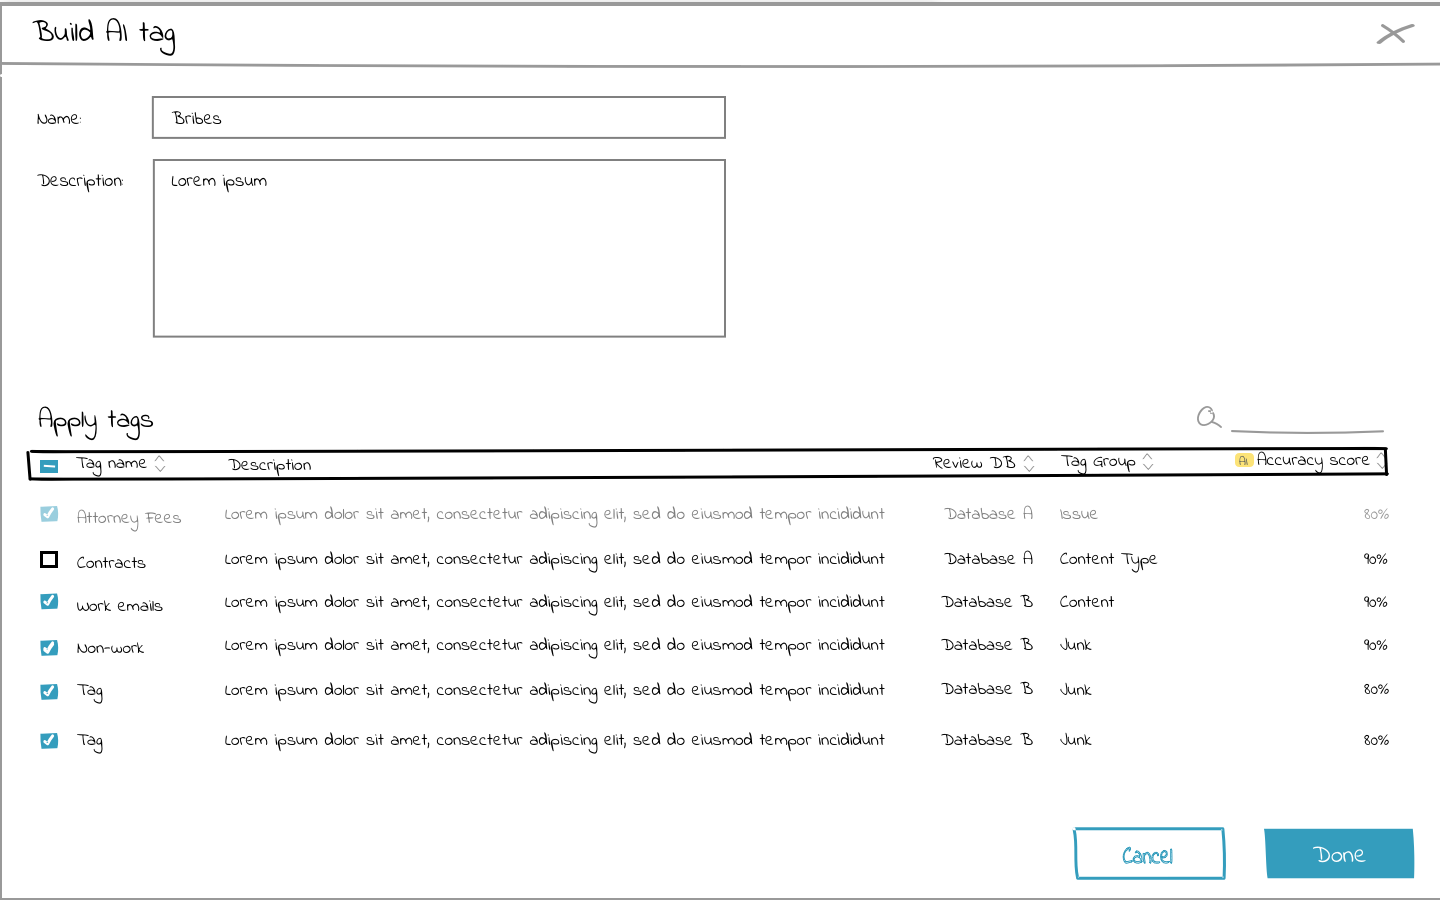 Build AI tag
Name: Bribes
Description: Lorem ipsum
Apply tags
Tag name Description Review DB Tag Group AI Accuracy score
Attorney Fees Lorem ipsum dolor sit amet, consectetur adipiscing elit, sed do eiusmod tempor incididunt Database A Issue 80%
Contracts Lorem ipsum dolor sit amet, consectetur adipiscing elit, sed do eiusmod tempor incididunt Database A Content Type 90%
Work emails Lorem ipsum dolor sit amet, consectetur adipiscing elit, sed do eiusmod tempor incididunt Database B Content 90%
Non-work Lorem ipsum dolor sit amet, consectetur adipiscing elit, sed do eiusmod tempor incididunt Database B Junk 90%
Tag Lorem ipsum dolor sit amet, consectetur adipiscing elit, sed do eiusmod tempor incididunt Database B Junk 80%
Tag Lorem ipsum dolor sit amet, consectetur adipiscing elit, sed do eiusmod tempor incididunt Database B Junk 80%
Cancel Done